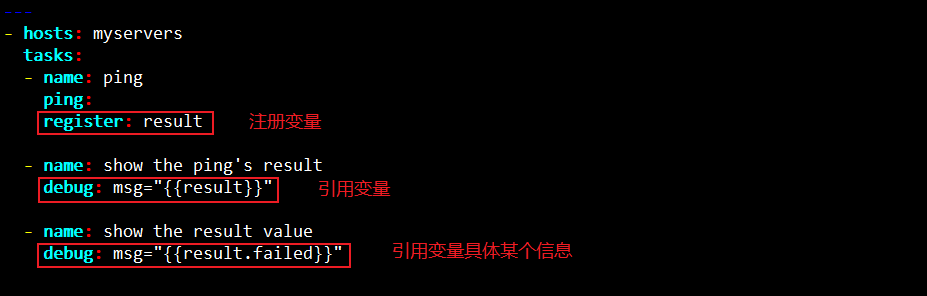 ---
- hosts: myservers
  tasks:
  - name: ping
    ping:
    register: result 注册变量
  - name: show the ping's result
    debug: msg="{{result}}" 引用变量
  - name: show the result value
    debug: msg="{{result.failed}}" 引用变量具体某个信息